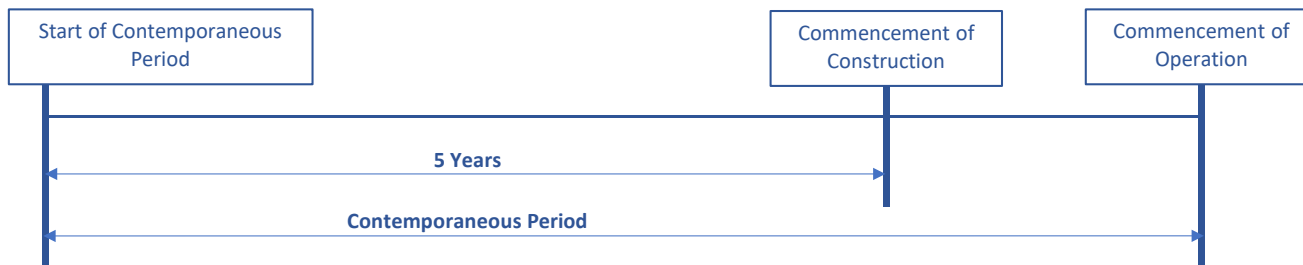 Start of Contemporaneous
Period
Commencement of
Construction
Commencement of
Operation
5 Years
Contemporaneous Period